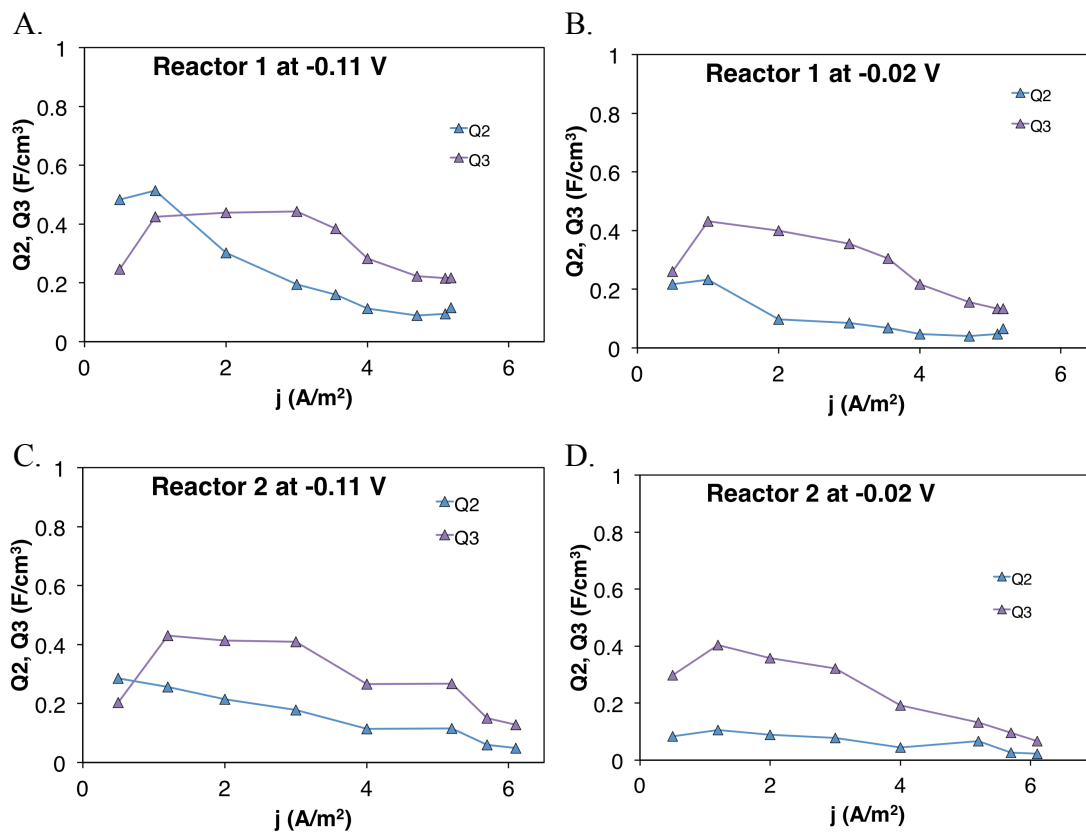 A.
Reactor 1 at -0.11 V
Q2
Q3
Q2, Q3 (F/cm³)
1
0.8
0.6
0.4
0.2
0
0
2
4
6
j (A/m²)
B.
Reactor 1 at -0.02 V
Q2
Q3
Q2, Q3 (F/cm³)
1
0.8
0.6
0.4
0.2
0
0
2
4
6
j (A/m²)
C.
Reactor 2 at -0.11 V
Q2
Q3
Q2, Q3 (F/cm³)
1
0.8
0.6
0.4
0.2
0
0
2
4
6
j (A/m²)
D.
Reactor 2 at -0.02 V
Q2
Q3
Q2, Q3 (F/cm³)
1
0.8
0.6
0.4
0.2
0
0
2
4
6
j (A/m²)